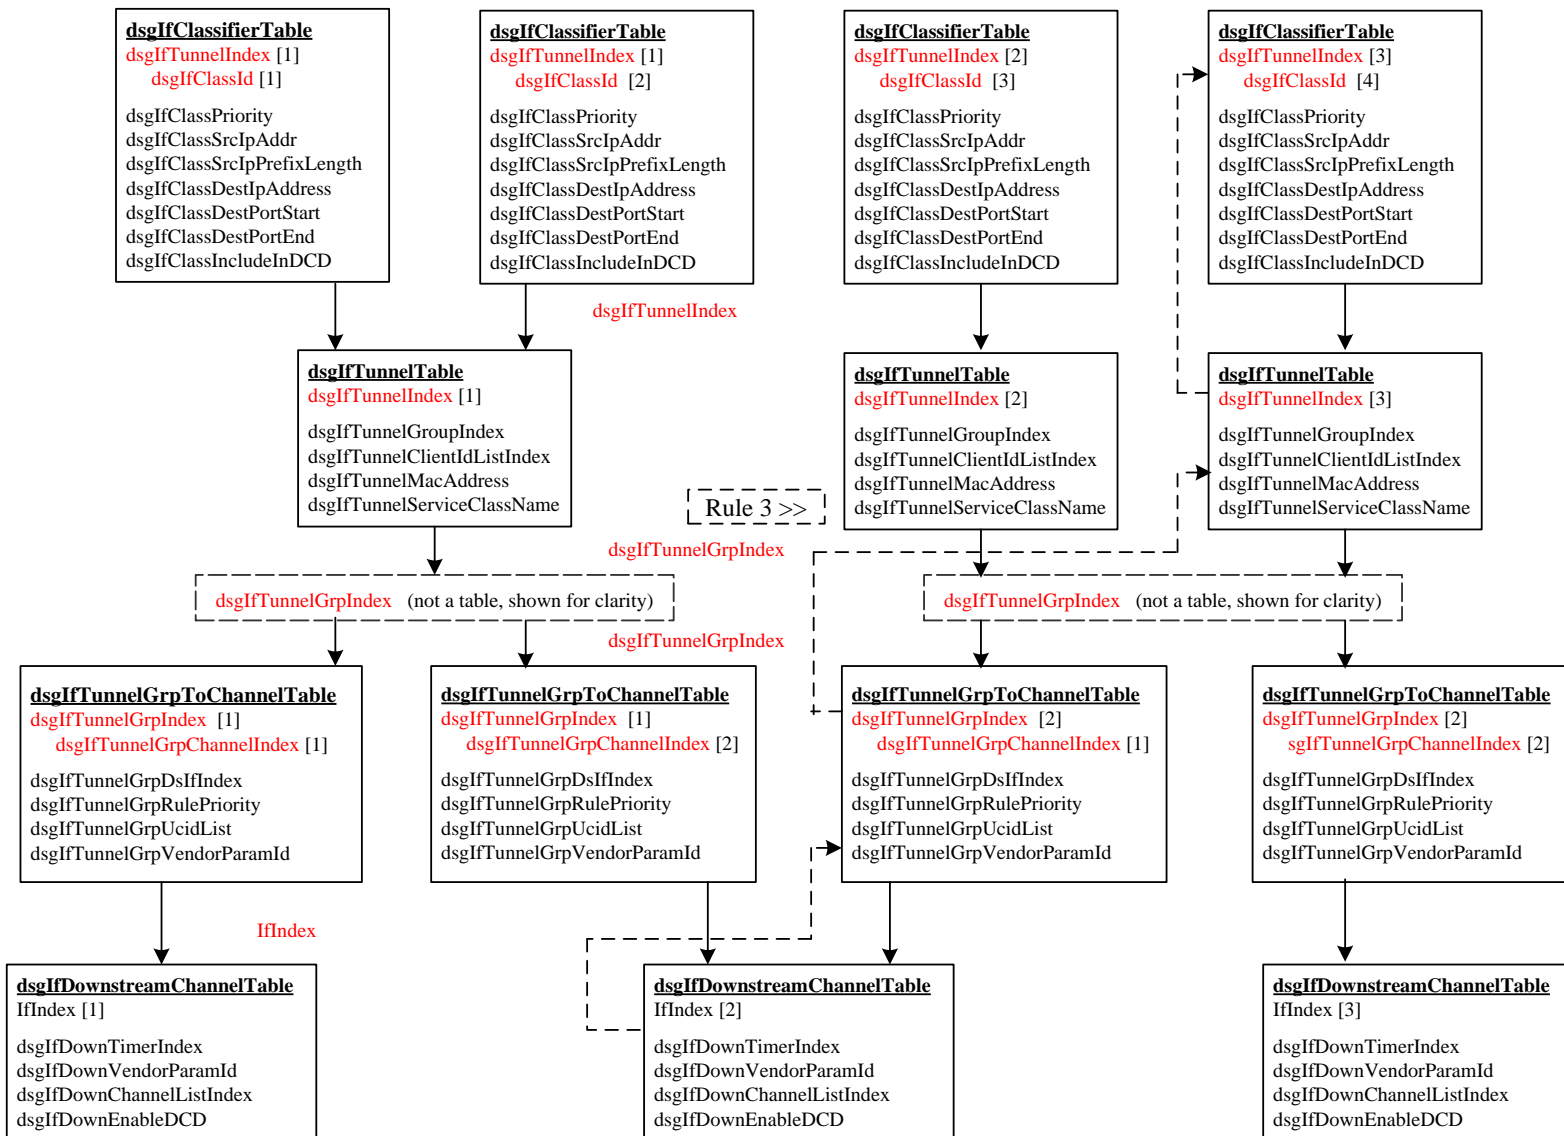 dsgIfClassifierTable
dsgIfTunnelIndex [1]
dsgIfClassId [1]
dsgIfClassPriority
dsgIfClassSrcIpAddr
dsgIfClassSrcIpPrefixLength
dsgIfClassDestIpAddress
dsgIfClassDestPortStart
dsgIfClassDestPortEnd
dsgIfClassIncludeInDCD
dsgIfClassifierTable
dsgIfTunnelIndex [1]
dsgIfClassId [2]
dsgIfClassPriority
dsgIfClassSrcIpAddr
dsgIfClassSrcIpPrefixLength
dsgIfClassDestIpAddress
dsgIfClassDestPortStart
dsgIfClassDestPortEnd
dsgIfClassIncludeInDCD
dsgIfClassifierTable
dsgIfTunnelIndex [2]
dsgIfClassId [3]
dsgIfClassPriority
dsgIfClassSrcIpAddr
dsgIfClassSrcIpPrefixLength
dsgIfClassDestIpAddress
dsgIfClassDestPortStart
dsgIfClassDestPortEnd
dsgIfClassIncludeInDCD
dsgIfClassifierTable
dsgIfTunnelIndex [3]
dsgIfClassId [4]
dsgIfClassPriority
dsgIfClassSrcIpAddr
dsgIfClassSrcIpPrefixLength
dsgIfClassDestIpAddress
dsgIfClassDestPortStart
dsgIfClassDestPortEnd
dsgIfClassIncludeInDCD
dsgIfTunnelIndex
dsgIfTunnelTable
dsgIfTunnelIndex [1]
dsgIfTunnelGroupIndex
dsgIfTunnelClientIdListIndex
dsgIfTunnelMacAddress
dsgIfTunnelServiceClassName
dsgIfTunnelTable
dsgIfTunnelIndex [2]
dsgIfTunnelGroupIndex
dsgIfTunnelClientIdListIndex
dsgIfTunnelMacAddress
dsgIfTunnelServiceClassName
dsgIfTunnelTable
dsgIfTunnelIndex [3]
dsgIfTunnelGroupIndex
dsgIfTunnelClientIdListIndex
dsgIfTunnelMacAddress
dsgIfTunnelServiceClassName
Rule 3 >>
dsgIfTunnelGrpIndex
dsgIfTunnelGrpIndex (not a table, shown for clarity)
dsgIfTunnelGrpIndex (not a table, shown for clarity)
dsgIfTunnelGrpIndex
dsgIfTunnelGrpToChannelTable
dsgIfTunnelGrpIndex [1]
dsgIfTunnelGrpChannelIndex [1]
dsgIfTunnelGrpDsIfIndex
dsgIfTunnelGrpRulePriority
dsgIfTunnelGrpUcidList
dsgIfTunnelGrpVendorParamId
dsgIfTunnelGrpToChannelTable
dsgIfTunnelGrpIndex [1]
dsgIfTunnelGrpChannelIndex [2]
dsgIfTunnelGrpDsIfIndex
dsgIfTunnelGrpRulePriority
dsgIfTunnelGrpUcidList
dsgIfTunnelGrpVendorParamId
dsgIfTunnelGrpToChannelTable
dsgIfTunnelGrpIndex [2]
dsgIfTunnelGrpChannelIndex [1]
dsgIfTunnelGrpDsIfIndex
dsgIfTunnelGrpRulePriority
dsgIfTunnelGrpUcidList
dsgIfTunnelGrpVendorParamId
dsgIfTunnelGrpToChannelTable
dsgIfTunnelGrpIndex [2]
sgIfTunnelGrpChannelIndex [2]
dsgIfTunnelGrpDsIfIndex
dsgIfTunnelGrpRulePriority
dsgIfTunnelGrpUcidList
dsgIfTunnelGrpVendorParamId
IfIndex
dsgIfDownstreamChannelTable
IfIndex [1]
dsgIfDownTimerIndex
dsgIfDownVendorParamId
dsgIfDownChannelListIndex
dsgIfDownEnableDCD
dsgIfDownstreamChannelTable
IfIndex [2]
dsgIfDownTimerIndex
dsgIfDownVendorParamId
dsgIfDownChannelListIndex
dsgIfDownEnableDCD
dsgIfDownstreamChannelTable
IfIndex [3]
dsgIfDownTimerIndex
dsgIfDownVendorParamId
dsgIfDownChannelListIndex
dsgIfDownEnableDCD